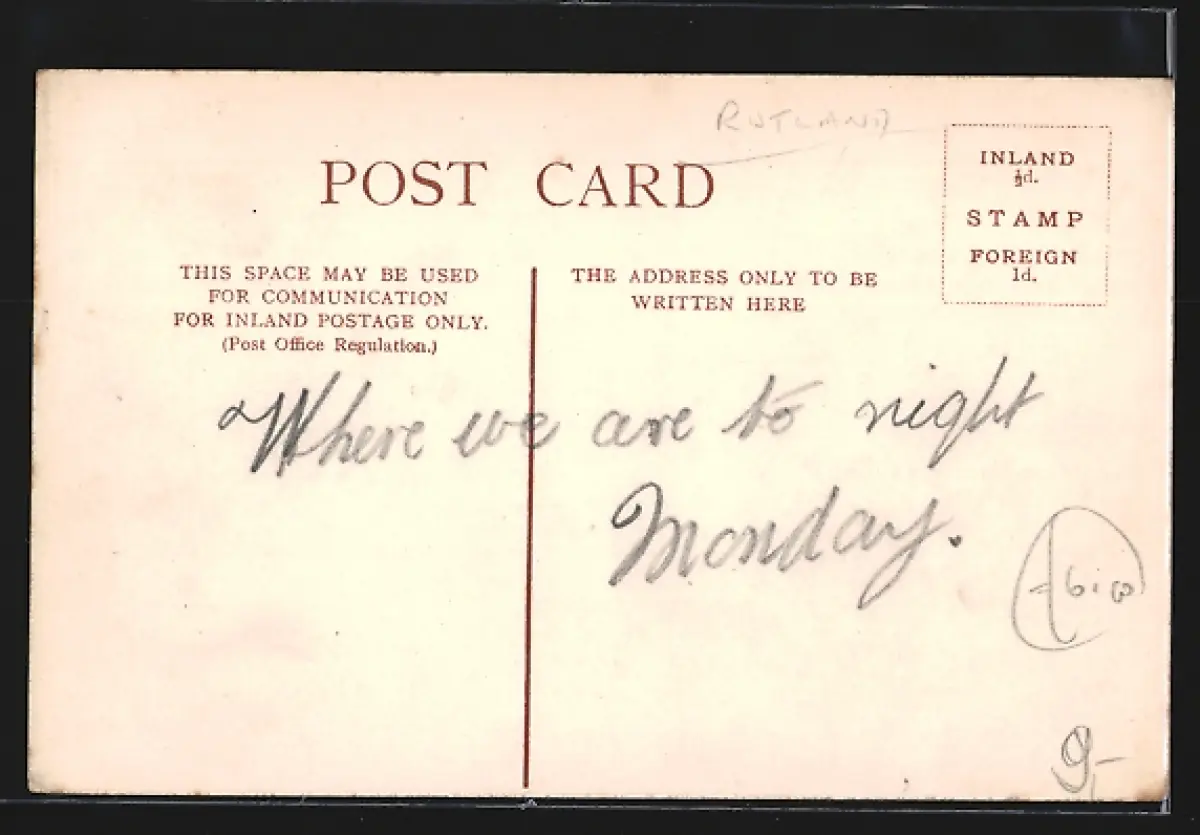 RUTLAND
POST CARD
INLAND
½d.
STAMP
FOREIGN
1d.
THIS SPACE MAY BE USED
FOR COMMUNICATION
FOR INLAND POSTAGE ONLY.
(Post Office Regulation.)
THE ADDRESS ONLY TO BE
WRITTEN HERE
Where we are to night
Monday.
9,-